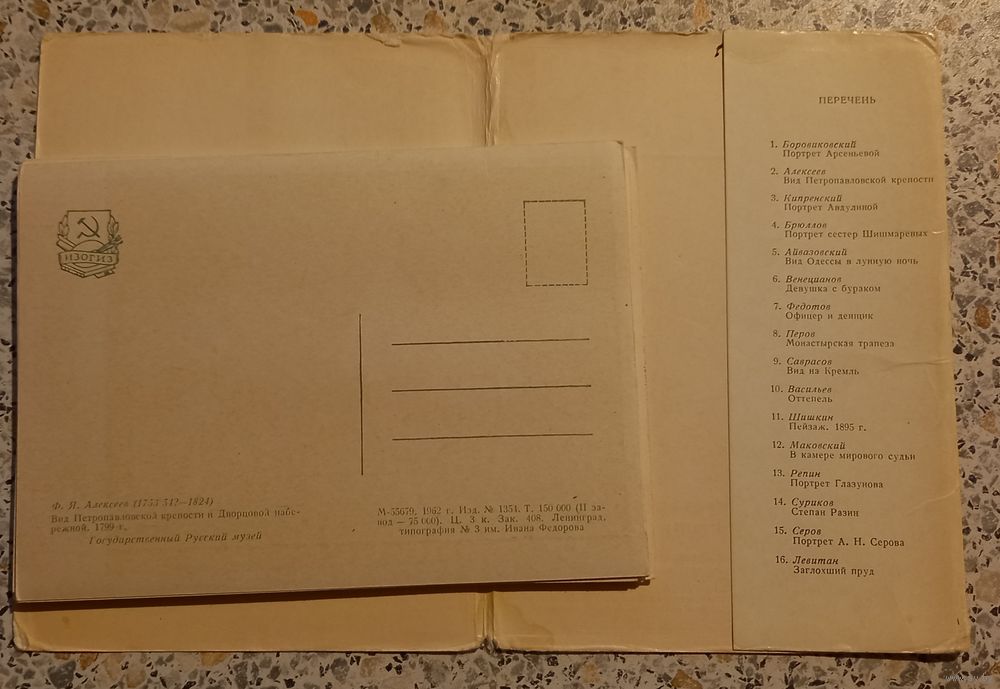 ИЗОГИЗ
Ф. Я. Алексеев (1753/54?—1824)
Вид Петропавловской крепости и Дворцовой набе-
режной. 1799 г.
Государственный Русский музей
М-55679. 1962 г. Изд. № 1351. Т. 150 000 (II за-
вод — 75 000). Ц. 3 к. Зак. 408. Ленинград,
типография № 3 им. Ивана Федорова
ПЕРЕЧЕНЬ
1. Боровиковский
Портрет Арсеньевой
2. Алексеев
Вид Петропавловской крепости
3. Кипренский
Портрет Авдулиной
4. Брюллов
Портрет сестер Шишмаревых
5. Айвазовский
Вид Одессы в лунную ночь
6. Венецианов
Девушка с бураком
7. Федотов
Офицер и денщик
8. Перов
Монастырская трапеза
9. Саврасов
Вид на Кремль
10. Васильев
Оттепель
11. Шишкин
Пейзаж. 1895 г.
12. Маковский
В камере мирового судьи
13. Репин
Портрет Глазунова
14. Суриков
Степан Разин
15. Серов
Портрет А. Н. Серова
16. Левитан
Заглохший пруд